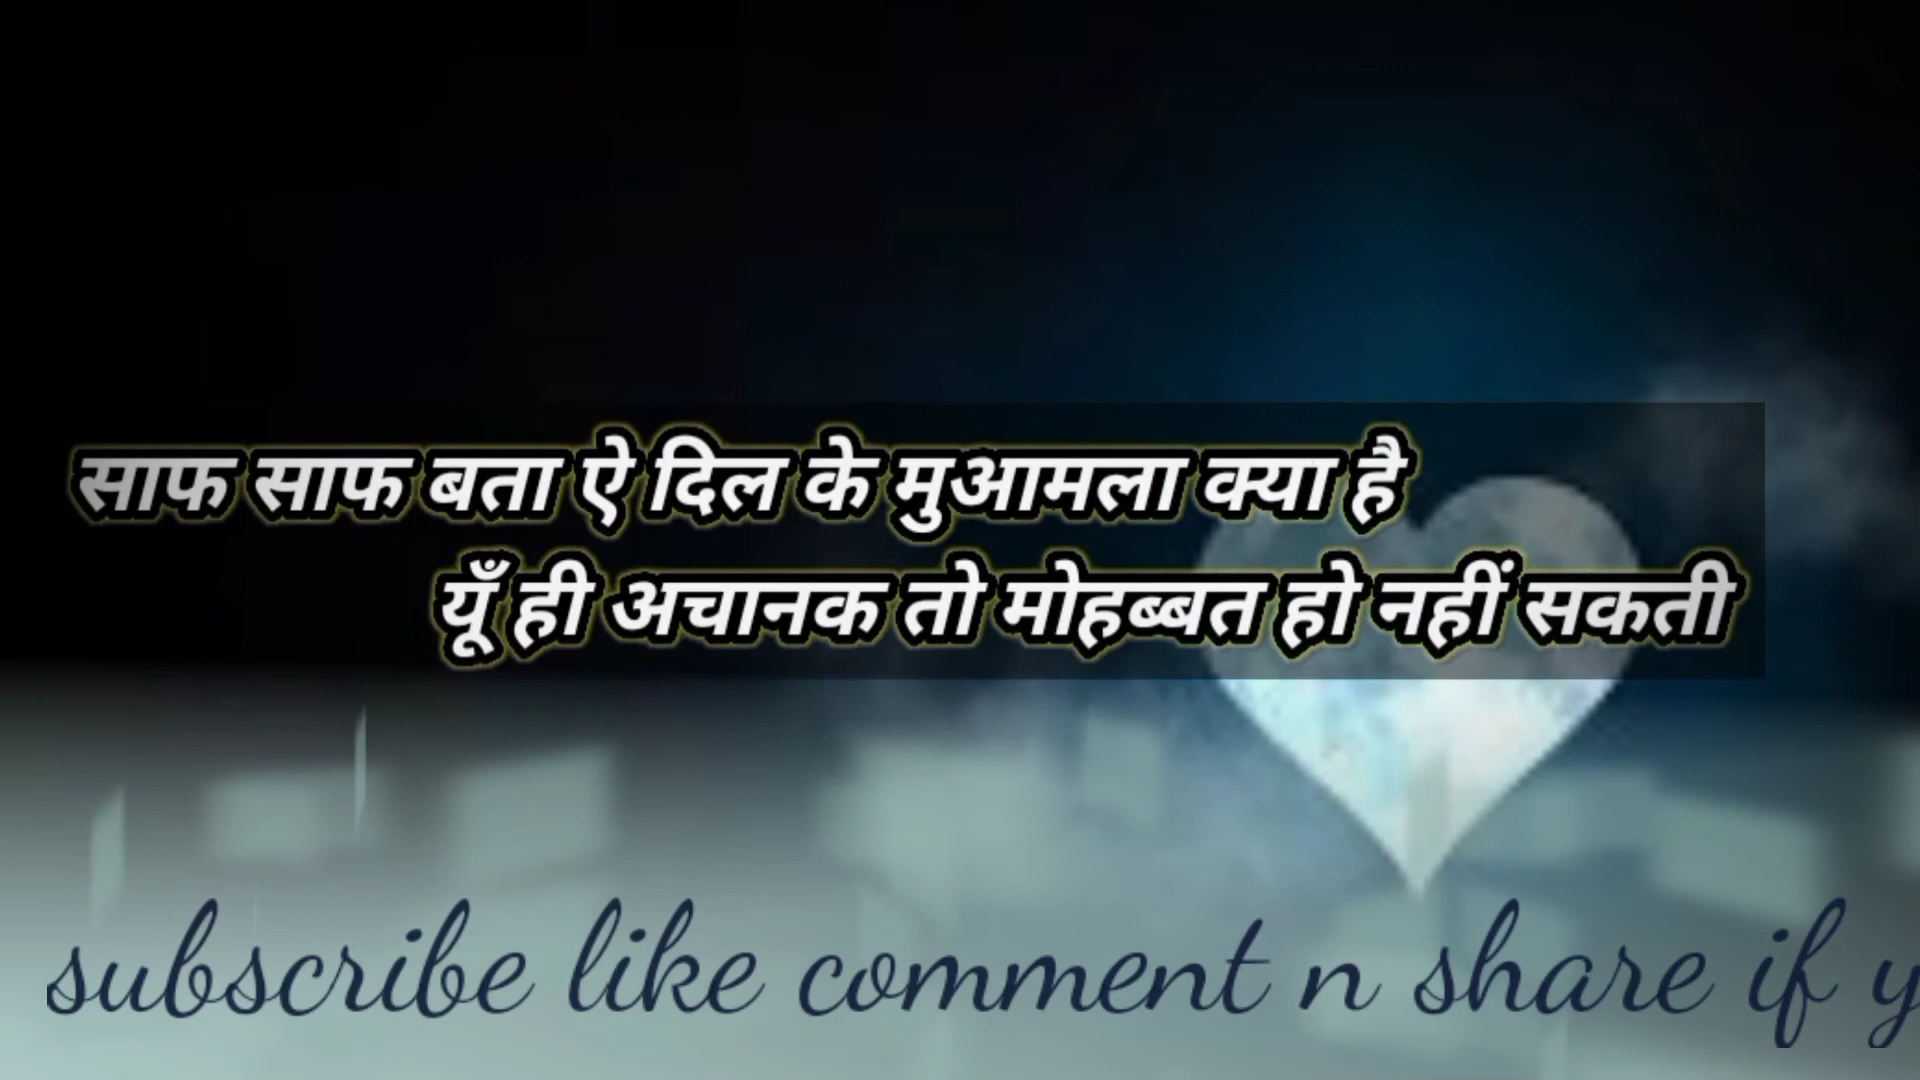 साफ साफ बता ऐ दिल के मुआमला क्या है
यूँ ही अचानक तो मोहब्बत हो नहीं सकती
subscribe like comment n share if y